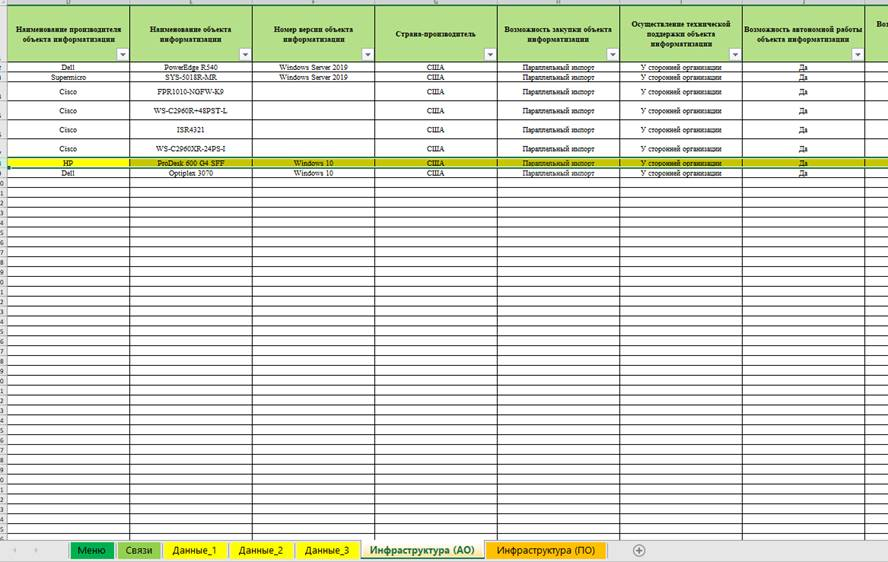 D E F G H I J
Наименование производителя объекта информатизации
Наименование объекта информатизации
Номер версии объекта информатизации
Страна-производитель
Возможность закупки объекта информатизации
Осуществление технической поддержки объекта информатизации
Возможность автономной работы объекта информатизации
Dell PowerEdge R540 Windows Server 2019 США Параллельный импорт У сторонней организации Да
Supermicro SYS-5018R-MR Windows Server 2019 США Параллельный импорт У сторонней организации Да
Cisco FPR1010-NGFW-K9 США Параллельный импорт У сторонней организации Да
Cisco WS-C2960R+48PST-L США Параллельный импорт У сторонней организации Да
Cisco ISR4321 США Параллельный импорт У сторонней организации Да
Cisco WS-C2960XR-24PS-I США Параллельный импорт У сторонней организации Да
HP ProDesk 600 G4 SFF Windows 10 США Параллельный импорт У сторонней организации Да
Dell Optiplex 3070 Windows 10 США Параллельный импорт У сторонней организации Да
Меню Связи Данные_1 Данные_2 Данные_3 Инфраструктура (АО) Инфраструктура (ПО)